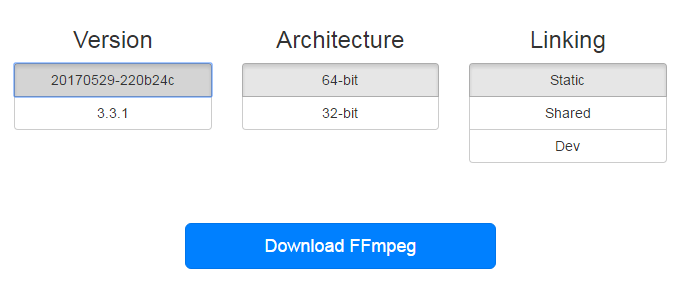 Version
Architecture
Linking
20170529-220b24c
64-bit
Static
3.3.1
32-bit
Shared
Dev
Download FFmpeg